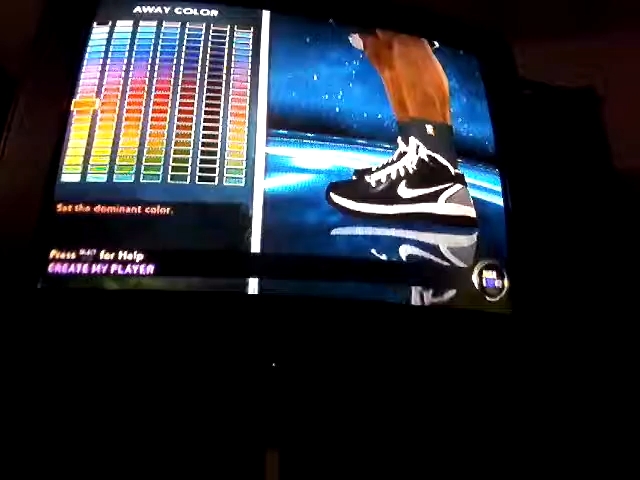 AWAY COLOR
Set the dominant color.
Press for Help
CREATE MY PLAYER